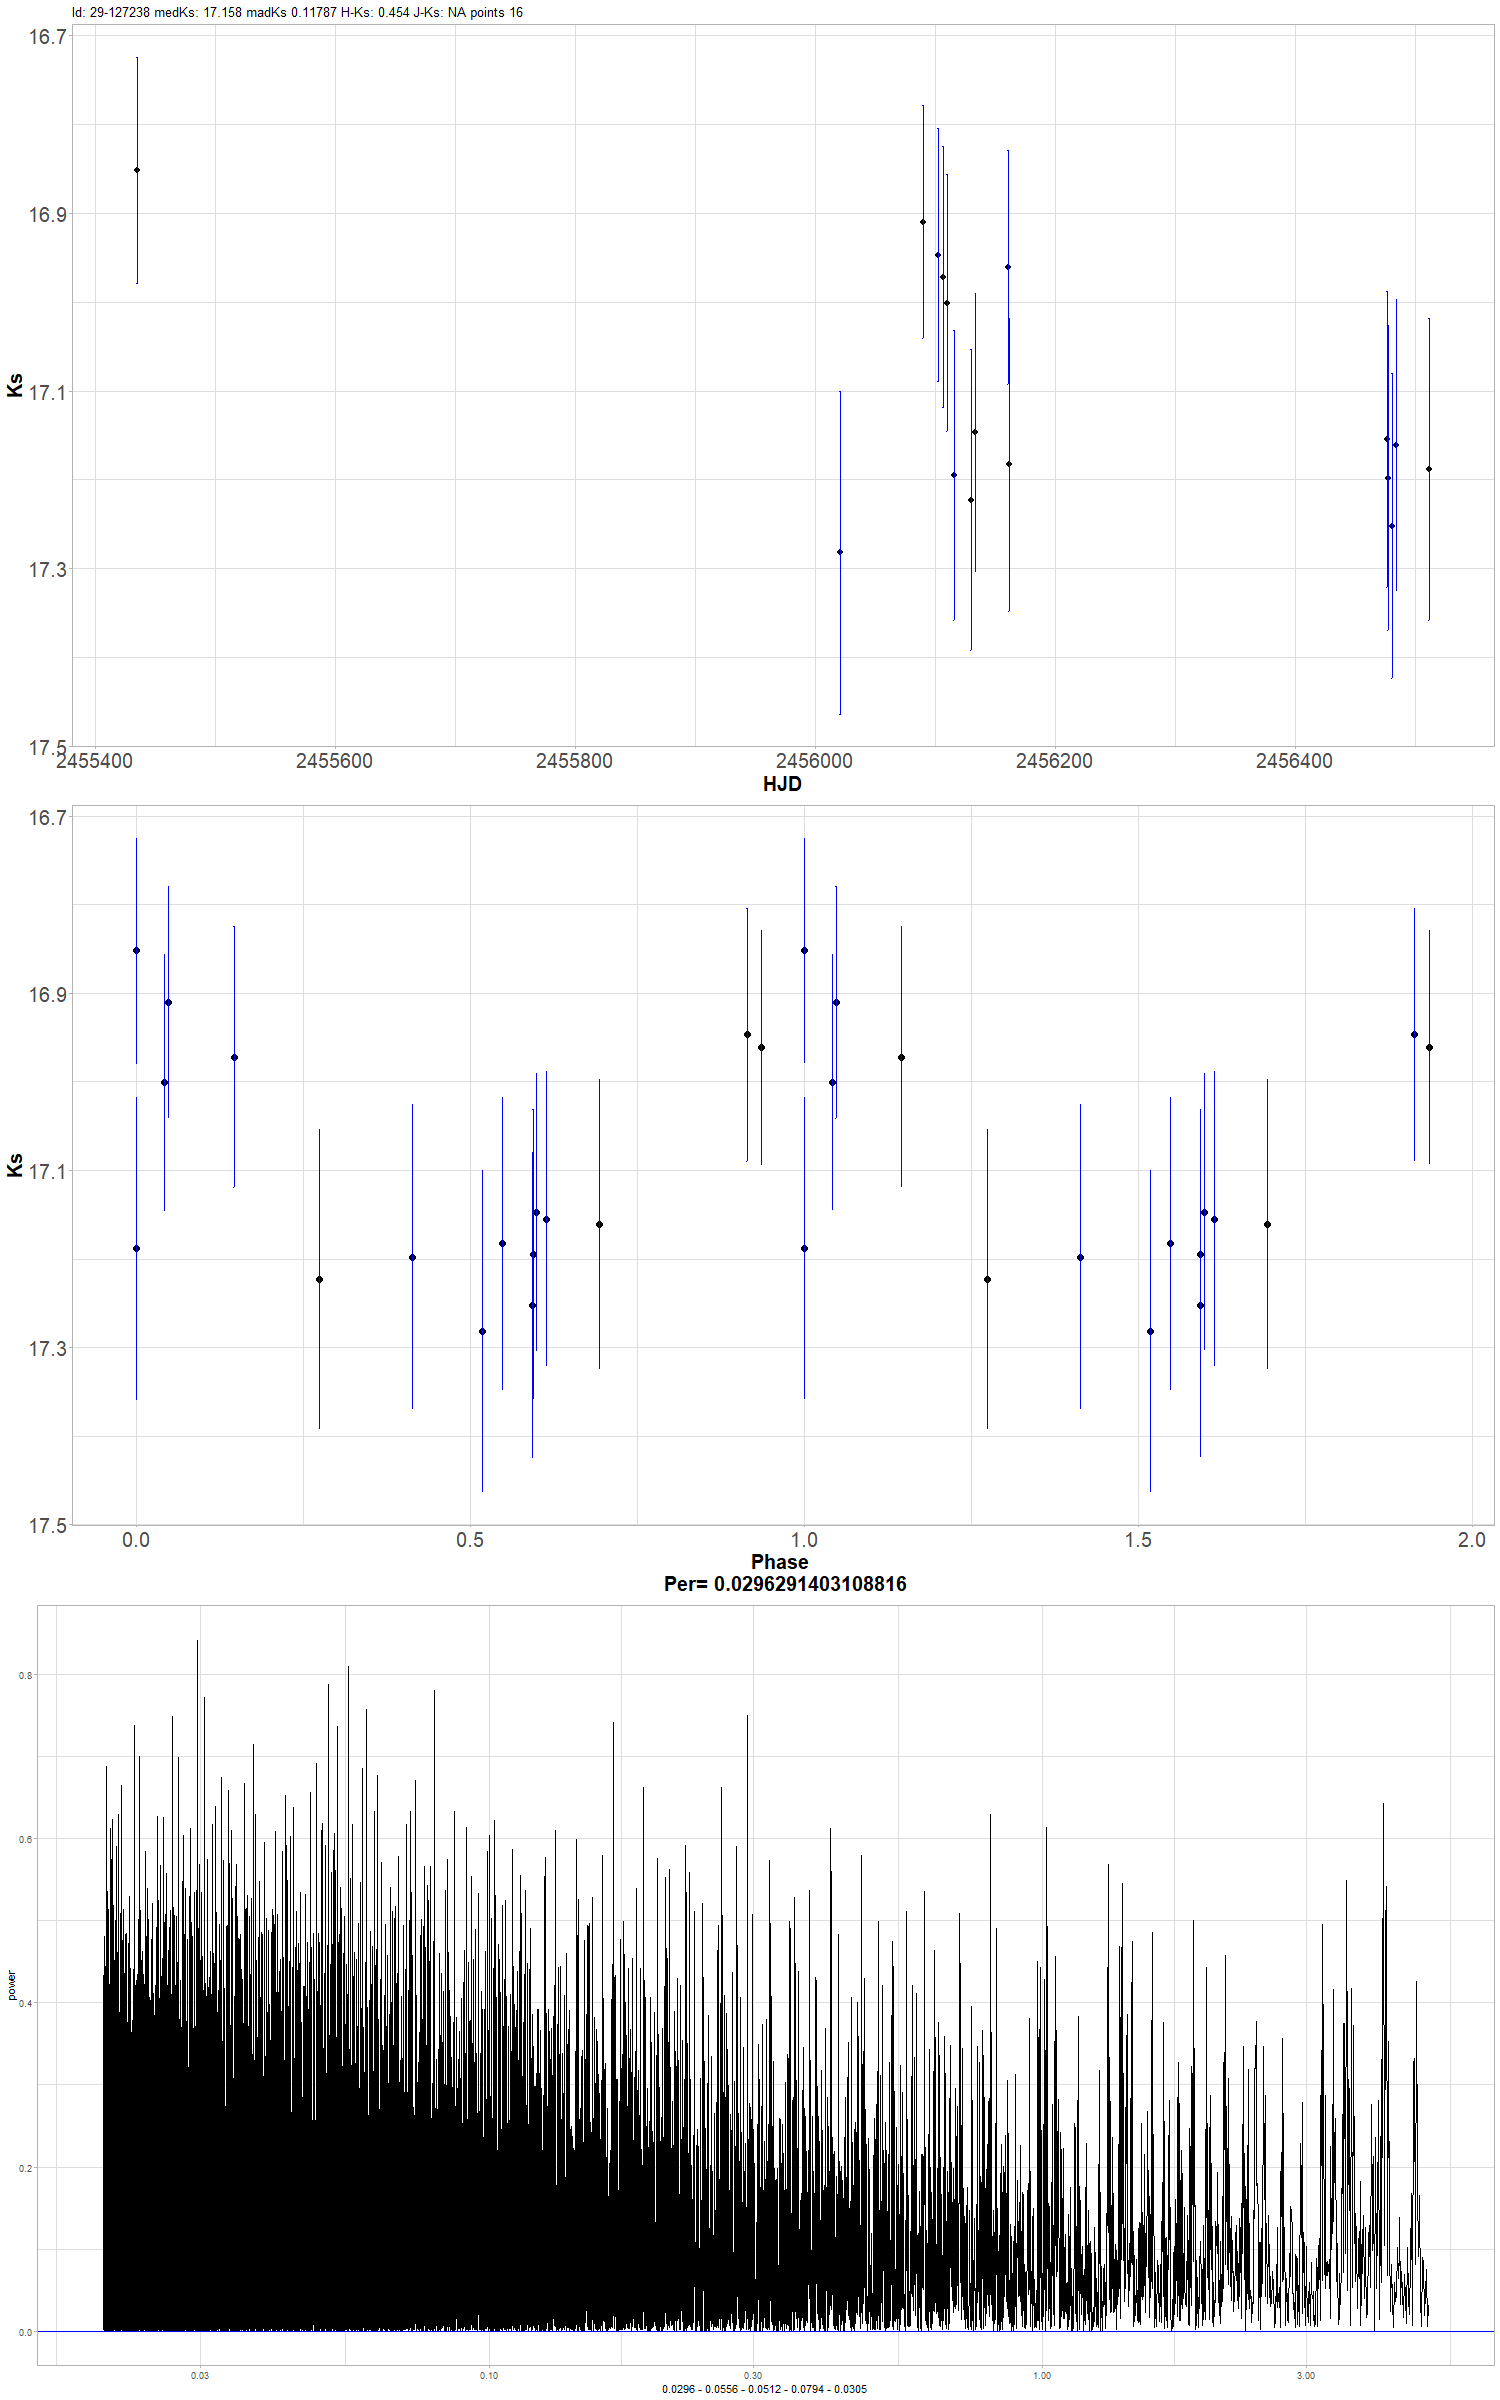 Id: 29-127238 medKs: 17.158 madKs 0.11787 H-Ks: 0.454 J-Ks: NA points 16
16.7
16.9
17.1
17.3
17.5
Ks
2455400 2455600 2455800 2456000 2456200 2456400
HJD
16.7
16.9
17.1
17.3
17.5
Ks
0.0 0.5 1.0 1.5 2.0
Phase
Per= 0.0296291403108816
0.8
0.6
0.4
0.2
0.0
power
0.03 0.10 0.30 1.00 3.00
0.0296 - 0.0556 - 0.0512 - 0.0794 - 0.0305